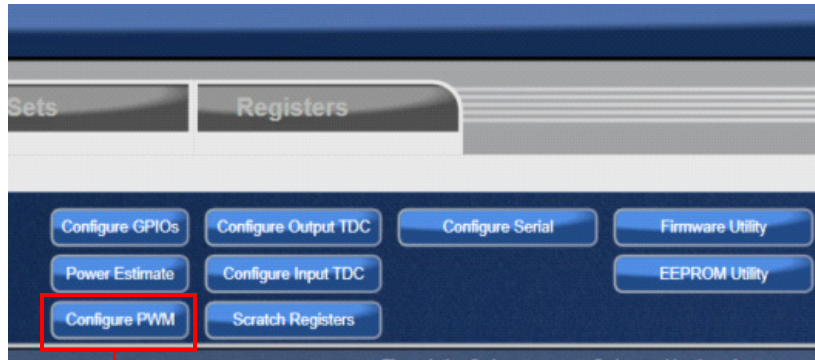 Sets Registers
Configure GPIOs Configure Output TDC Configure Serial Firmware Utility
Power Estimate Configure Input TDC EEPROM Utility
Configure PWM Scratch Registers